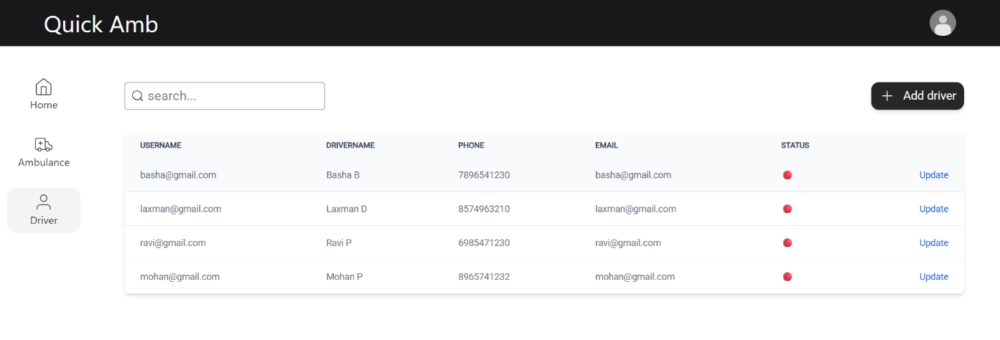 Quick Amb
Home
Ambulance
Driver
search...
Add driver
USERNAME DRIVERNAME PHONE EMAIL STATUS
basha@gmail.com Basha B 7896541230 basha@gmail.com Update
laxman@gmail.com Laxman D 8574963210 laxman@gmail.com Update
ravi@gmail.com Ravi P 6985471230 ravi@gmail.com Update
mohan@gmail.com Mohan P 8965741232 mohan@gmail.com Update